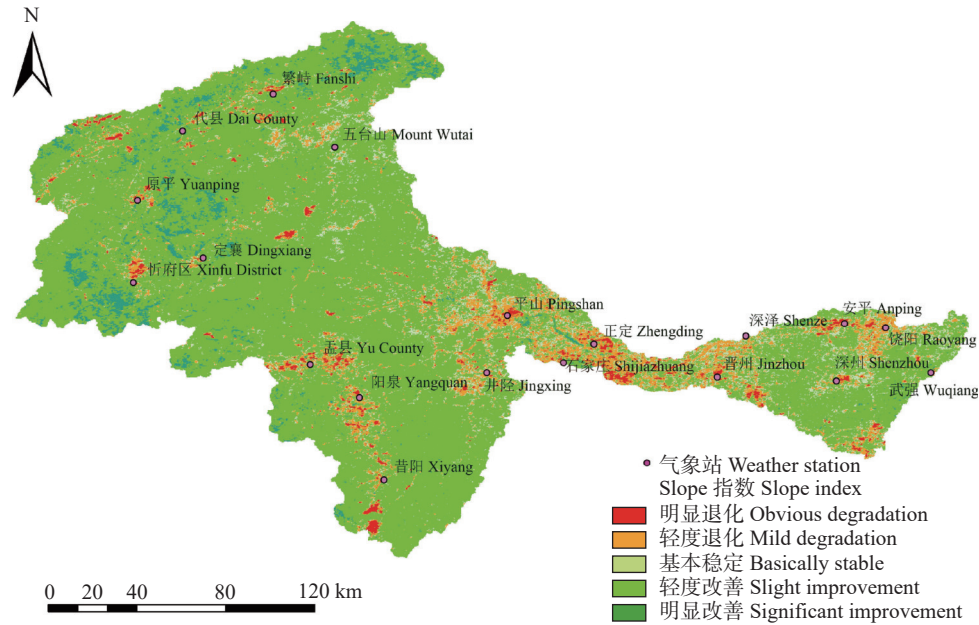 N
繁峙 Fanshi
代县 Dai County
五台山 Mount Wutai
原平 Yuanping
定襄 Dingxiang
忻府区 Xinfu District
平山 Pingshan
安平 Anping
正定 Zhengding
深泽 Shenze
饶阳 Raoyang
盂县 Yu County
石家庄 Shijiazhuang
晋州 Jinzhou
深州 Shenzhou
阳泉 Yangquan
井陉 Jingxing
武强 Wuqiang
昔阳 Xiyang
气象站 Weather station
Slope 指数 Slope index
明显退化 Obvious degradation
轻度退化 Mild degradation
基本稳定 Basically stable
轻度改善 Slight improvement
明显改善 Significant improvement
0 20 40 80 120 km